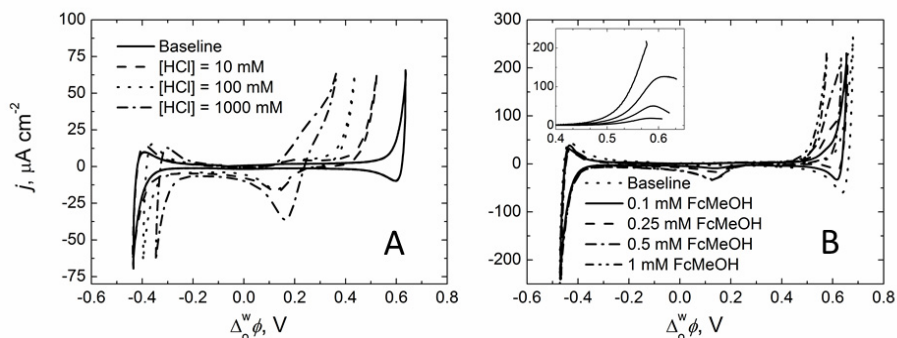 100
75
50
25
0
-25
-50
-75
j, μA cm⁻²
Baseline
[HCl] = 10 mM
[HCl] = 100 mM
[HCl] = 1000 mM
A
-0.6 -0.4 -0.2 0.0 0.2 0.4 0.6 0.8
Δ_o^w ϕ, V
300
200
100
0
-100
-200
200
100
0
0.4 0.5 0.6
Baseline
0.1 mM FcMeOH
0.25 mM FcMeOH
0.5 mM FcMeOH
1 mM FcMeOH
B
-0.6 -0.4 -0.2 0.0 0.2 0.4 0.6 0.8
Δ_o^w ϕ, V